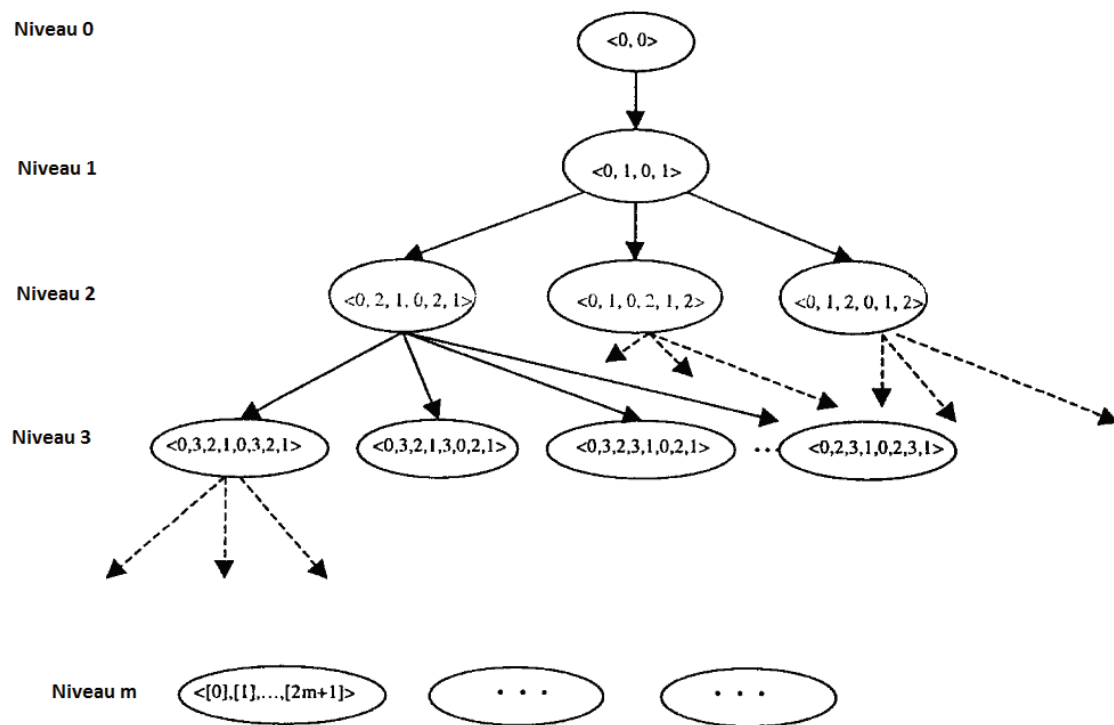 Niveau 0
<0, 0>
Niveau 1
<0, 1, 0, 1>
Niveau 2
<0, 2, 1, 0, 2, 1>
<0, 1, 0, 2, 1, 2>
<0, 1, 2, 0, 1, 2>
Niveau 3
<0,3,2,1,0,3,2,1>
<0,3,2,1,3,0,2,1>
<0,3,2,3,1,0,2,1>
...
<0,2,3,1,0,2,3,1>
Niveau m
<[0],[1],...,[2m+1]>
. . .
. . .